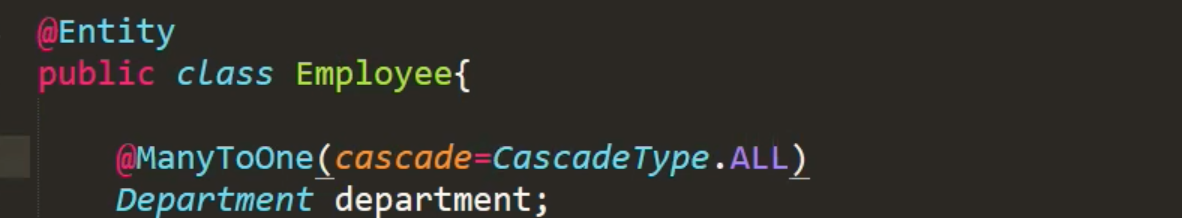 @Entity
public class Employee{
@ManyToOne(cascade=CascadeType.ALL)
Department department;